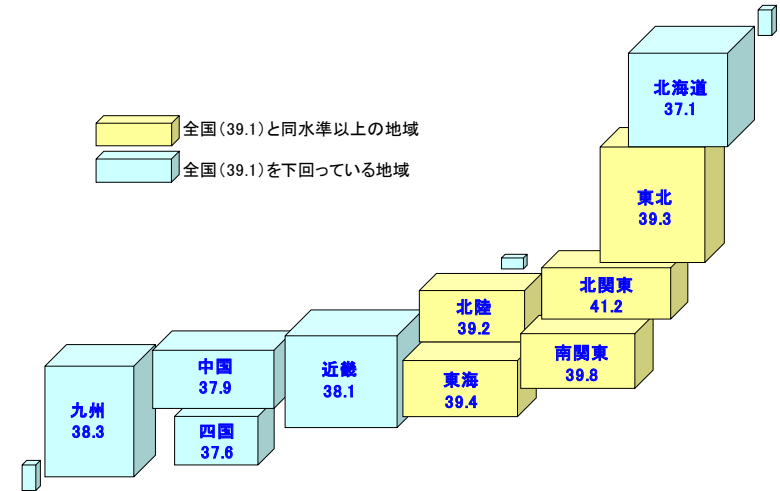 北海道
37.1
全国（39.1）と同水準以上の地域
全国（39.1）を下回っている地域
東北
39.3
北関東
41.2
北陸
39.2
南関東
39.8
東海
39.4
近畿
38.1
中国
37.9
四国
37.6
九州
38.3